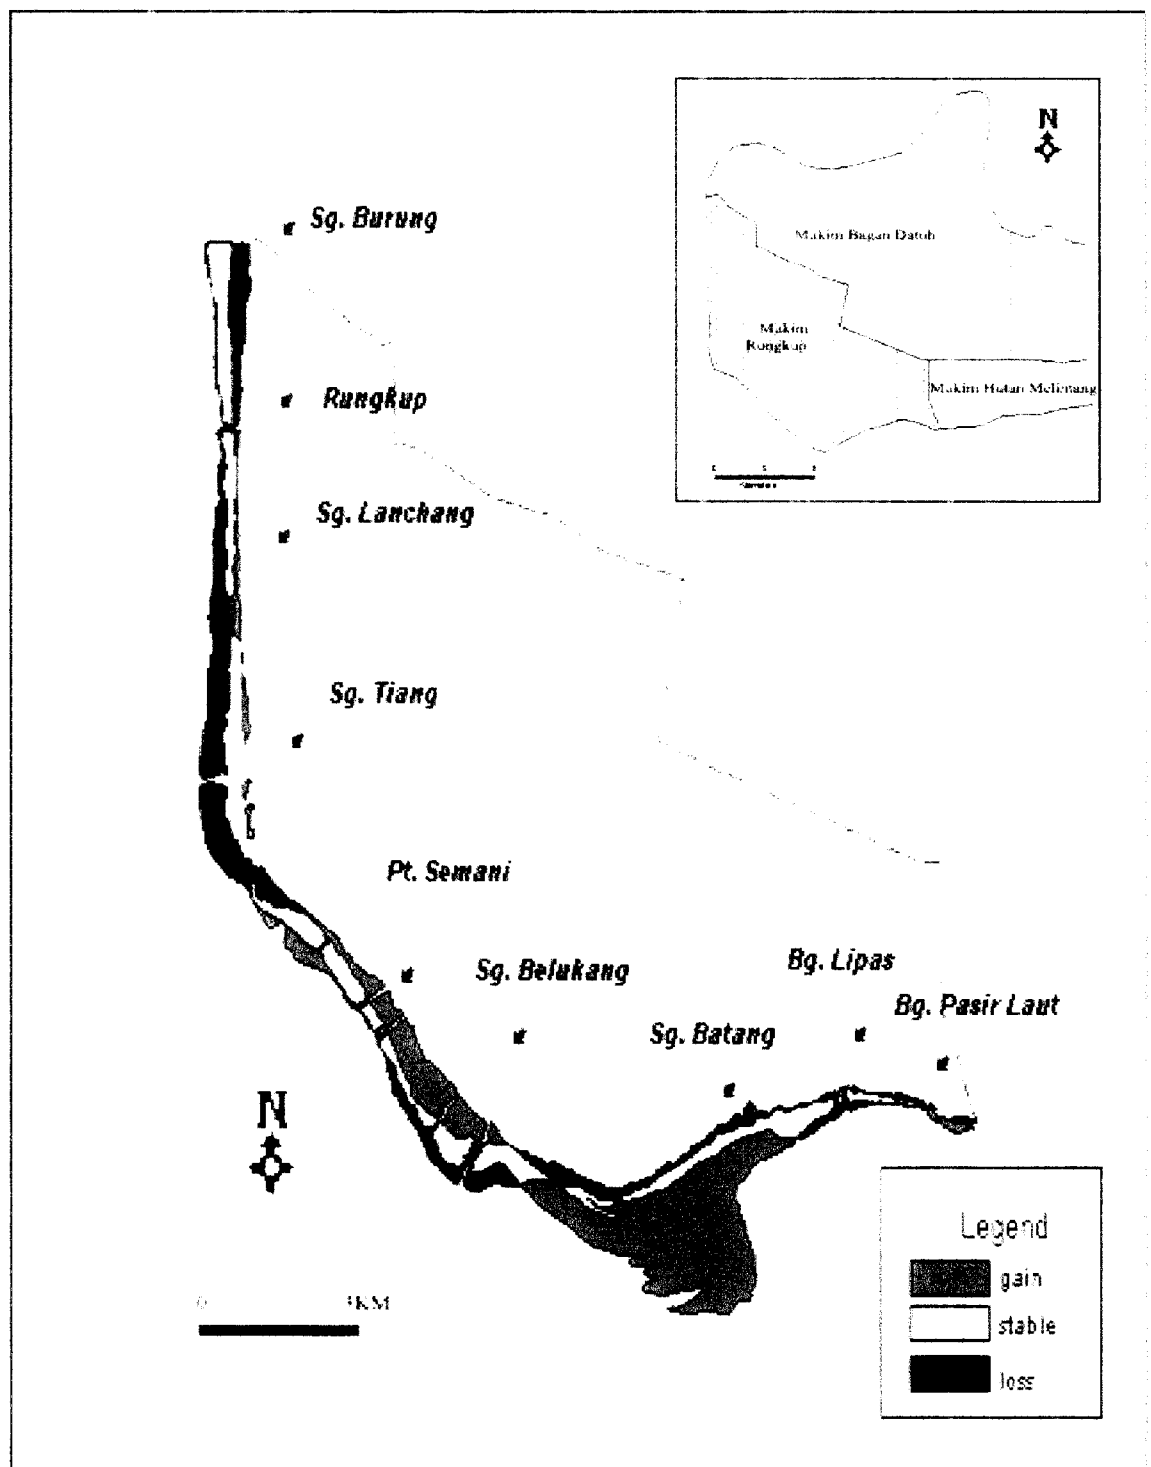 N
Sg. Burung
Makim Bagan Datoh
Makim
Rungkup
Rungkup
Makim Hutan Melintang
Sg. Lanchang
Sg. Tiang
Pt. Semani
Sg. Belukang
Bg. Lipas
Bg. Pasir Laut
Sg. Batang
N
Legend
gain
stable
loss
0